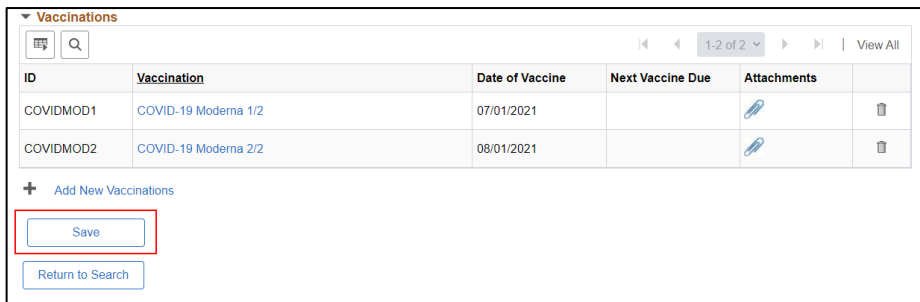 Vaccinations
1-2 of 2 | View All
ID Vaccination Date of Vaccine Next Vaccine Due Attachments
COVIDMOD1 COVID-19 Moderna 1/2 07/01/2021
COVIDMOD2 COVID-19 Moderna 2/2 08/01/2021
Add New Vaccinations
Save
Return to Search